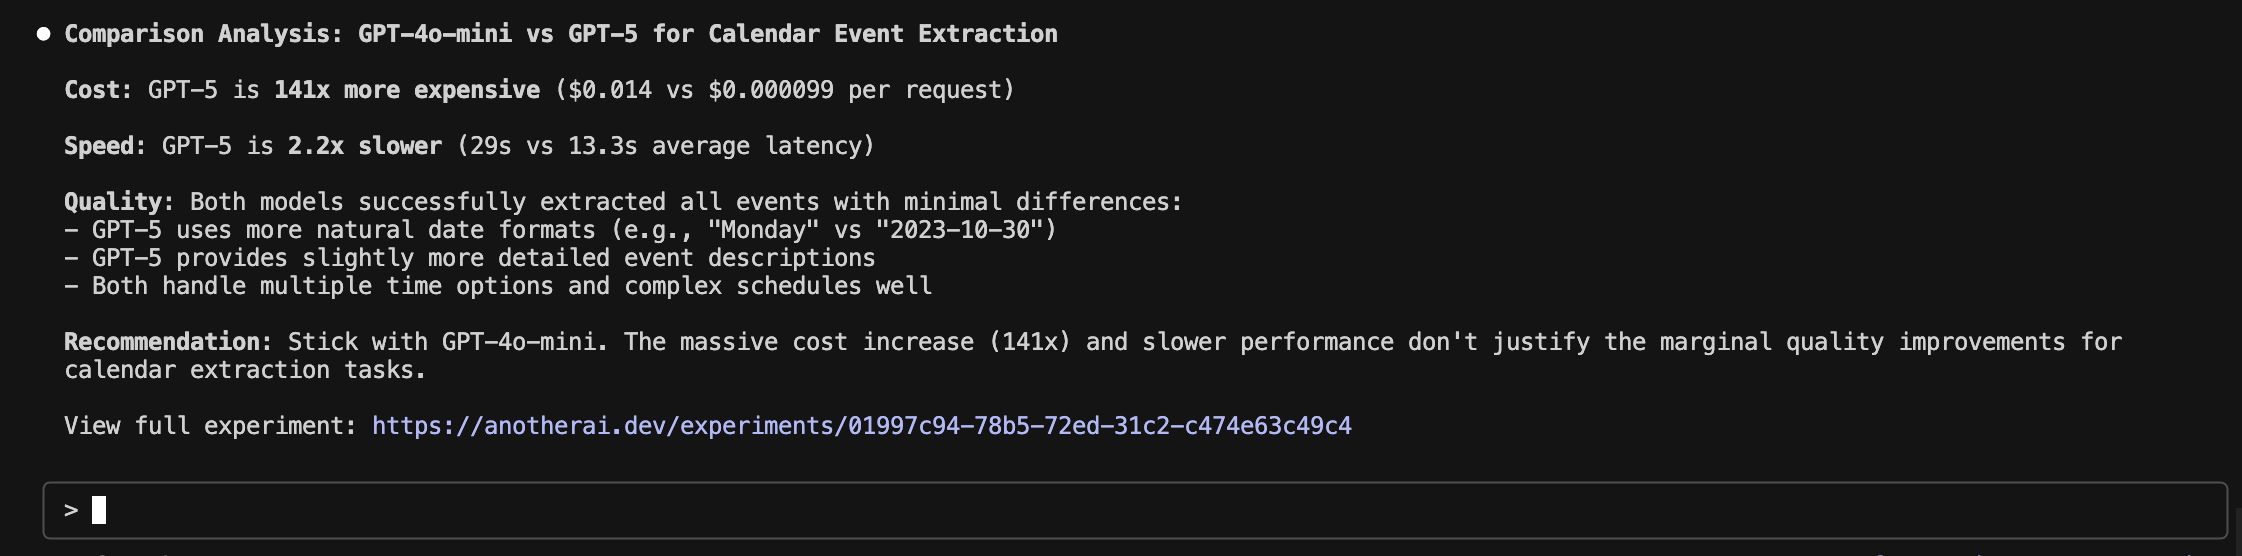 ● Comparison Analysis: GPT-4o-mini vs GPT-5 for Calendar Event Extraction
Cost: GPT-5 is 141x more expensive ($0.014 vs $0.000099 per request)
Speed: GPT-5 is 2.2x slower (29s vs 13.3s average latency)
Quality: Both models successfully extracted all events with minimal differences:
- GPT-5 uses more natural date formats (e.g., "Monday" vs "2023-10-30")
- GPT-5 provides slightly more detailed event descriptions
- Both handle multiple time options and complex schedules well
Recommendation: Stick with GPT-4o-mini. The massive cost increase (141x) and slower performance don't justify the marginal quality improvements for
calendar extraction tasks.
View full experiment: https://anotherai.dev/experiments/01997c94-78b5-72ed-31c2-c474e63c49c4
>